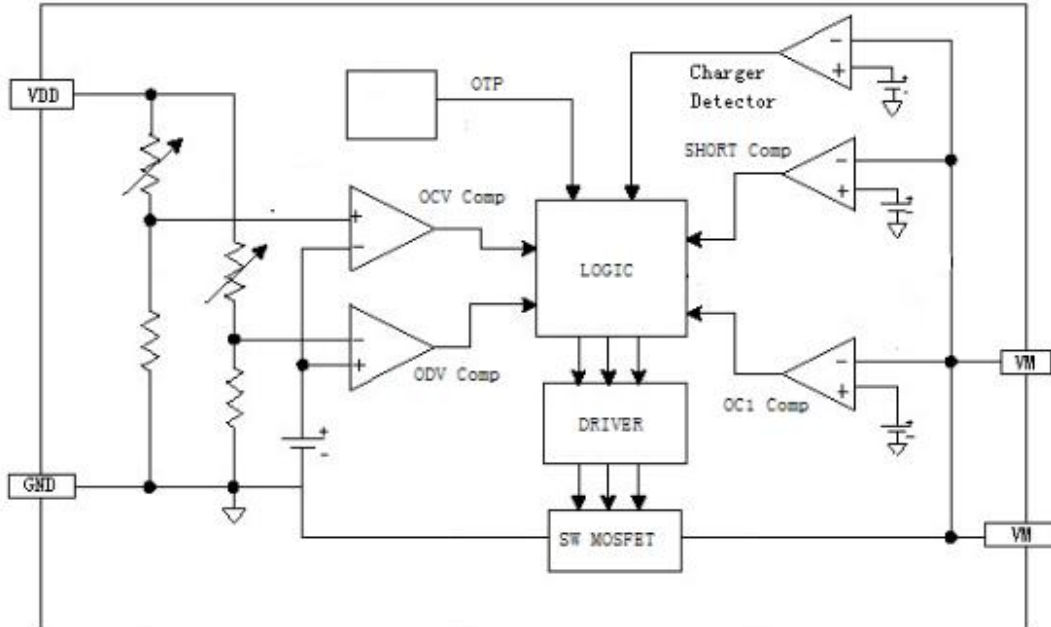 VDD
OTP
Charger
Detector
-
+
+
-
SHORT Comp
-
+
+
-
OCV Comp
+
-
LOGIC
-
+
ODV Comp
OC1 Comp
-
+
+
-
VM
DRIVER
+
-
GND
SW MOSFET
VM